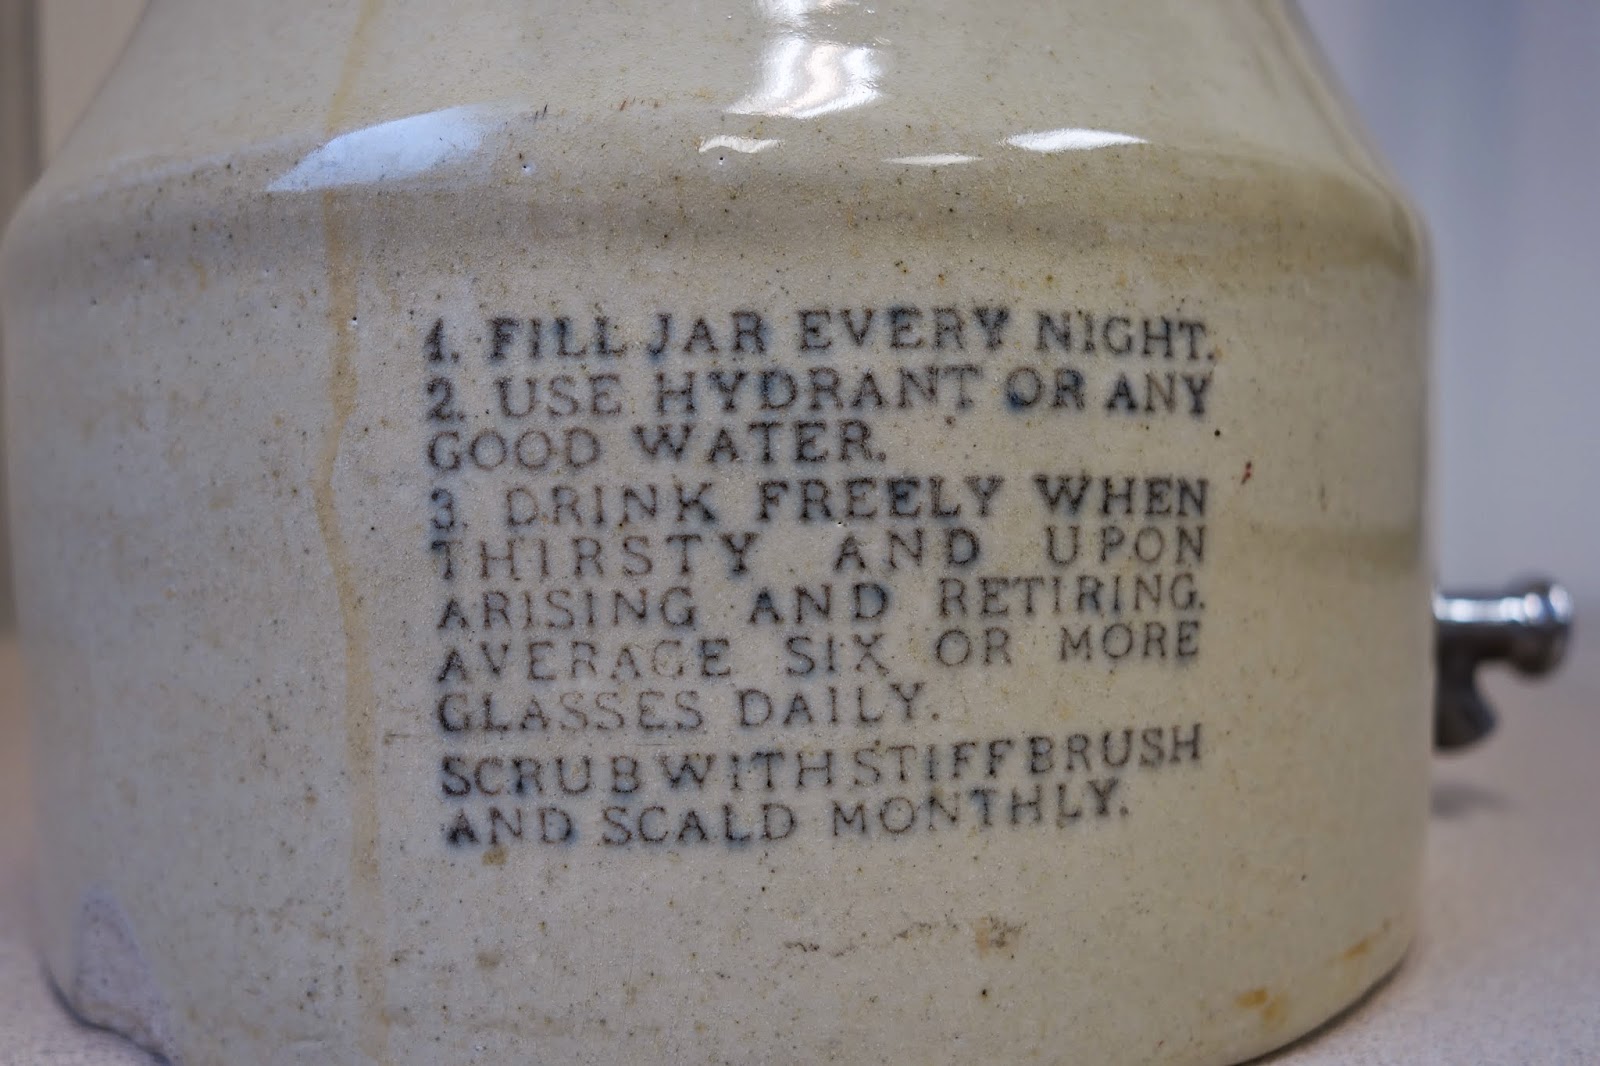 1. FILL JAR EVERY NIGHT.
2. USE HYDRANT OR ANY
GOOD WATER.
3. DRINK FREELY WHEN
THIRSTY AND UPON
ARISING AND RETIRING.
AVERAGE SIX OR MORE
GLASSES DAILY.
SCRUB WITH STIFF BRUSH
AND SCALD MONTHLY.